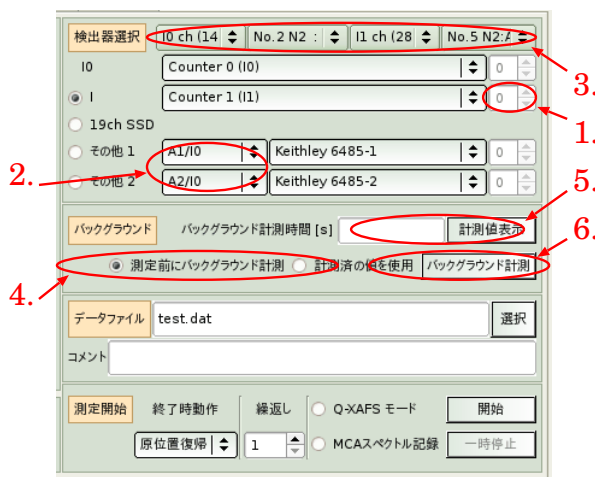 検出器選択 I0 ch (14 No.2 N2 : I1 ch (28 No.5 N2:A
I0 Counter 0 (I0) 0
3.
I Counter 1 (I1) 0
1.
19ch SSD
その他 1 A1/I0 Keithley 6485-1 0
2.
その他 2 A2/I0 Keithley 6485-2 0
5.
バックグラウンド バックグラウンド計測時間 [s] 計測値表示
6.
測定前にバックグラウンド計測 計測済の値を使用 バックグラウンド計測
4.
データファイル test.dat 選択
コメント
測定開始 終了時動作 繰返し Q-XAFS モード 開始
原位置復帰 1 MCAスペクトル記録 一時停止